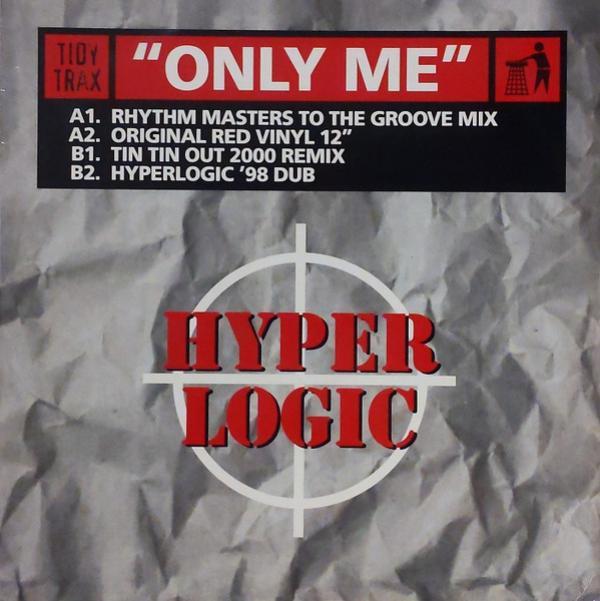 TIDY
TRAX
"ONLY ME"
A1. RHYTHM MASTERS TO THE GROOVE MIX
A2. ORIGINAL RED VINYL 12"
B1. TIN TIN OUT 2000 REMIX
B2. HYPERLOGIC '98 DUB
HYPER
LOGIC